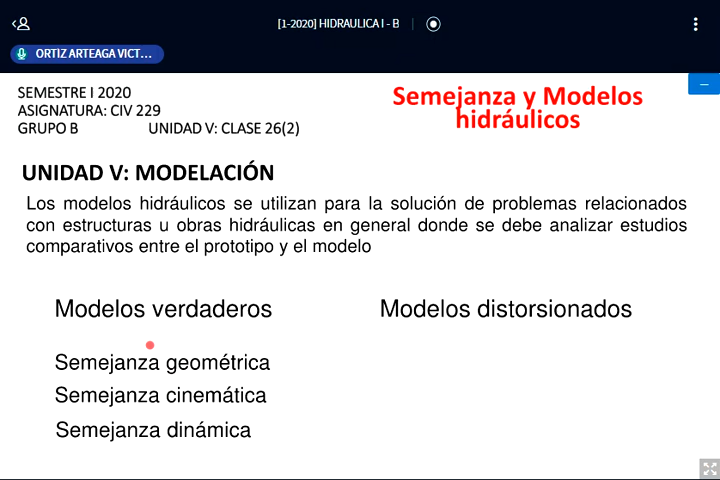 [1-2020] HIDRAULICA I - B
ORTIZ ARTEAGA VICT...
SEMESTRE I 2020
ASIGNATURA: CIV 229
GRUPO B UNIDAD V: CLASE 26(2)
Semejanza y Modelos
hidráulicos
UNIDAD V: MODELACIÓN
Los modelos hidráulicos se utilizan para la solución de problemas relacionados
con estructuras u obras hidráulicas en general donde se debe analizar estudios
comparativos entre el prototipo y el modelo
Modelos verdaderos
Semejanza geométrica
Semejanza cinemática
Semejanza dinámica
Modelos distorsionados